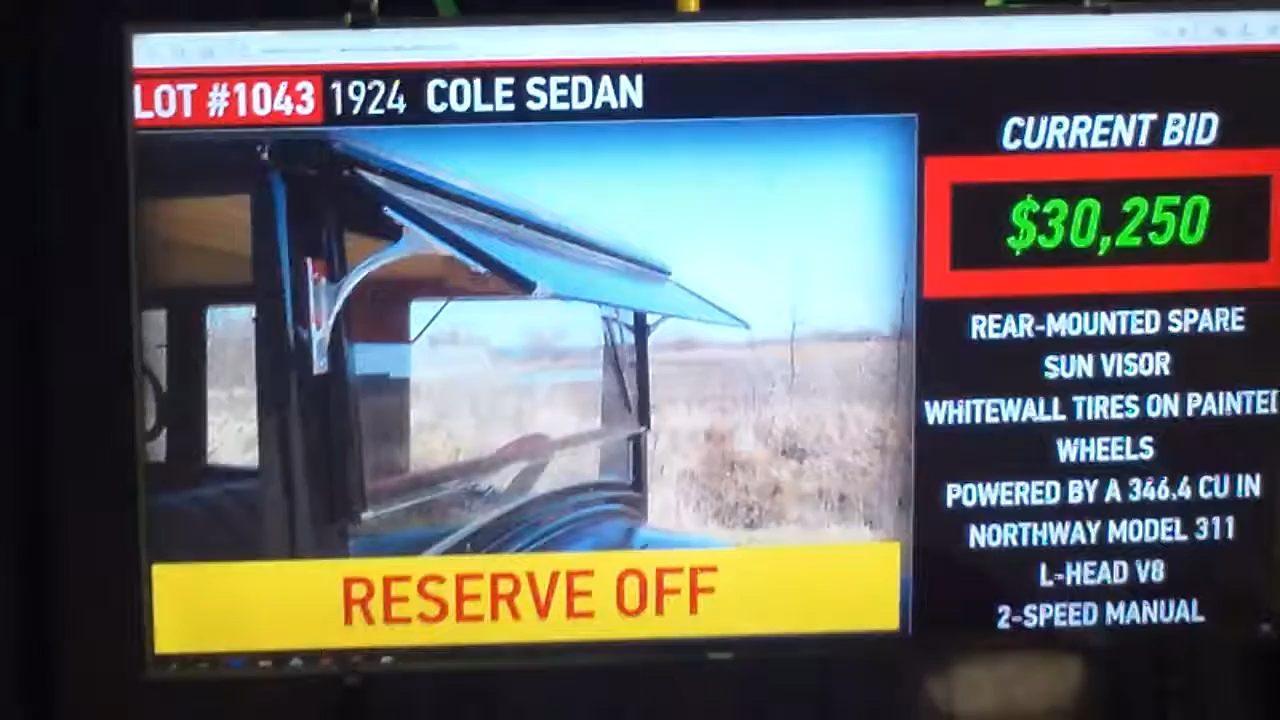 LOT #1043 1924 COLE SEDAN
CURRENT BID
$30,250
REAR-MOUNTED SPARE
SUN VISOR
WHITEWALL TIRES ON PAINTED
WHEELS
POWERED BY A 346.4 CU IN
NORTHWAY MODEL 311
L-HEAD V8
2-SPEED MANUAL
RESERVE OFF